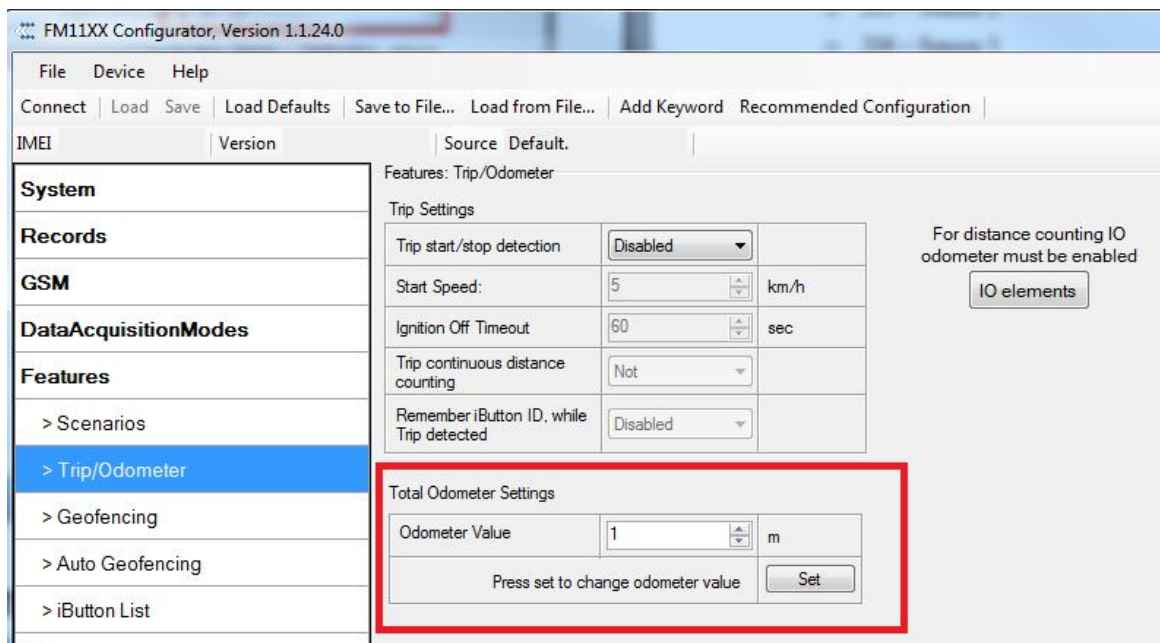 FM11XX Configurator, Version 1.1.24.0
File Device Help
Connect Load Save Load Defaults Save to File... Load from File... Add Keyword Recommended Configuration
IMEI Version Source Default.
System
Records
GSM
DataAcquisitionModes
Features
> Scenarios
> Trip/Odometer
> Geofencing
> Auto Geofencing
> iButton List
Features: Trip/Odometer
Trip Settings
Trip start/stop detection Disabled
Start Speed: 5 km/h
Ignition Off Timeout 60 sec
Trip continuous distance
counting Not
Remember iButton ID, while
Trip detected Disabled
For distance counting IO
odometer must be enabled
IO elements
Total Odometer Settings
Odometer Value 1 m
Press set to change odometer value Set